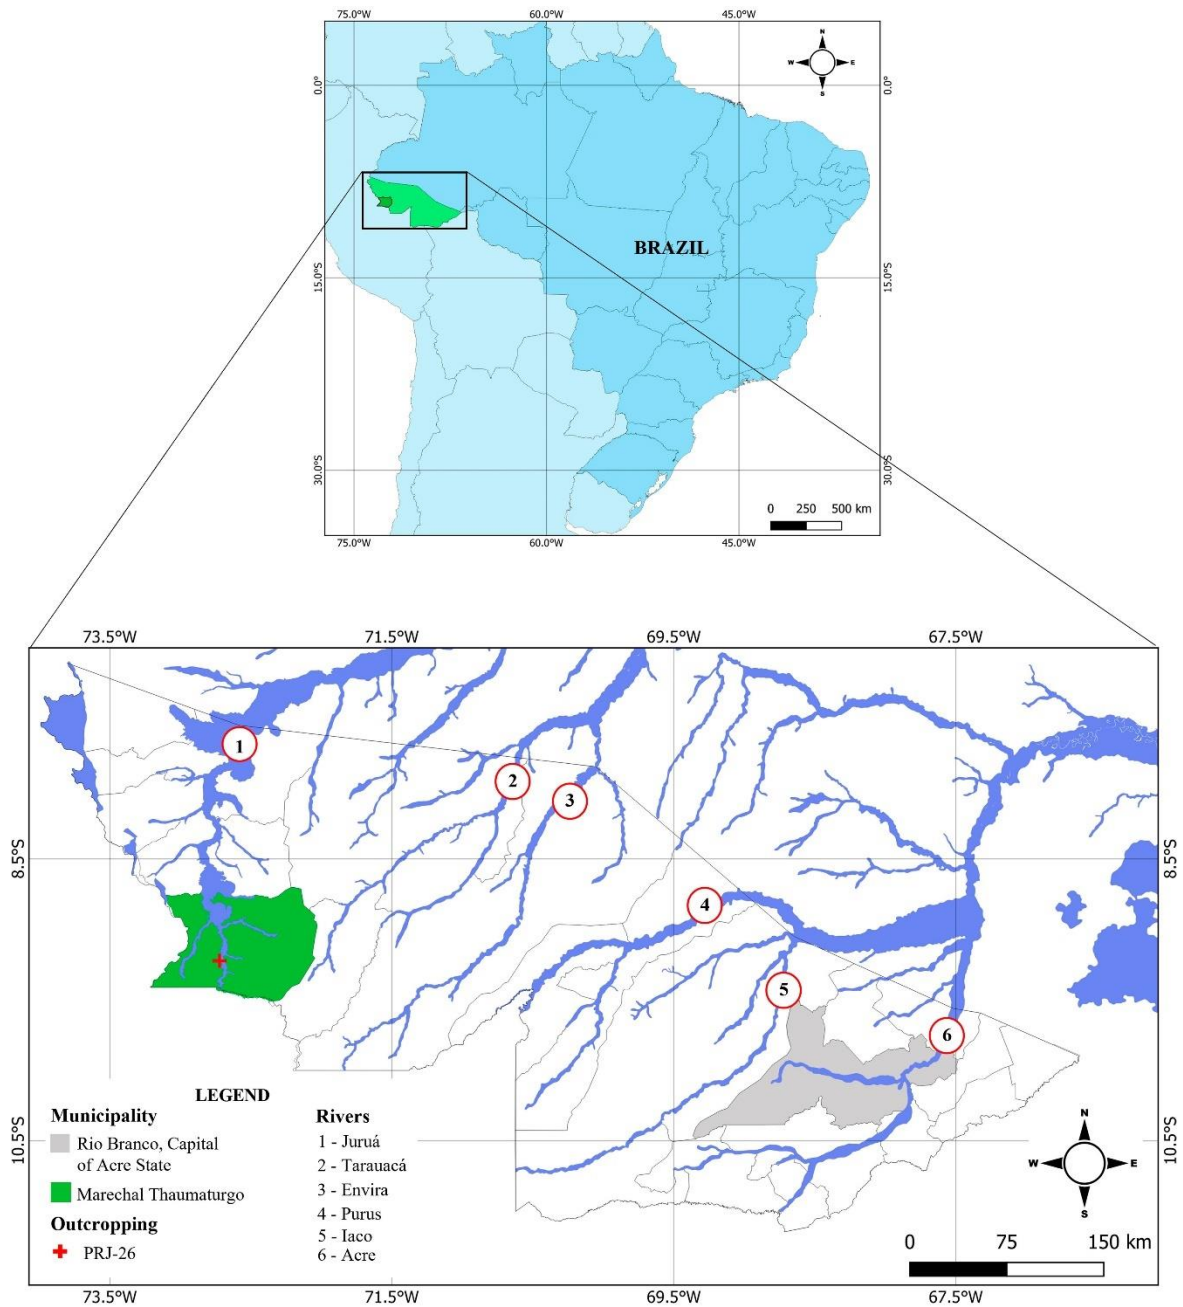 75.0°W 60.0°W 45.0°W
N
W E
S
0.0° 0.0°
BRAZIL
15.0°S 15.0°S
30.0°S 30.0°S
0 250 500 km
75.0°W 60.0°W 45.0°W
73.5°W 71.5°W 69.5°W 67.5°W
1
2
3
8.5°S 8.5°S
4
5
6
LEGEND
Municipality
Rio Branco, Capital
of Acre State
Marechal Thaumaturgo
Outcropping
PRJ-26
Rivers
1 - Juruá
2 - Tarauacá
3 - Envira
4 - Purus
5 - Iaco
6 - Acre
10.5°S 10.5°S
N
W E
S
0 75 150 km
73.5°W 71.5°W 69.5°W 67.5°W